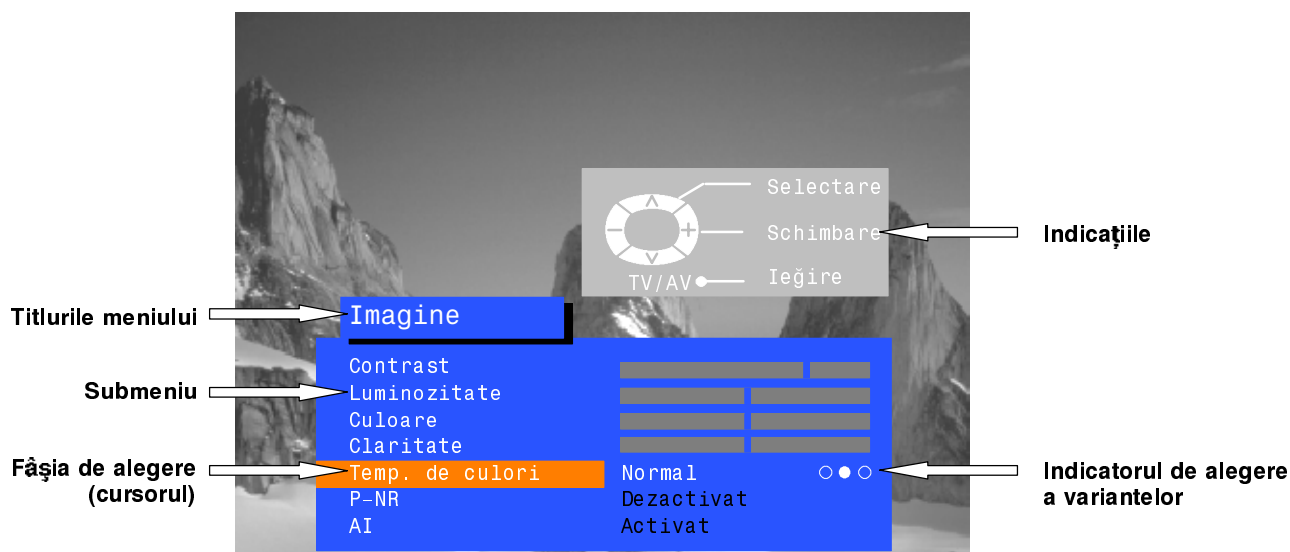 Selectare
Schimbare
Indicațiile
TV/AV
Ieğire
Titlurile meniului
Imagine
Contrast
Submeniu
Luminozitate
Culoare
Claritate
Fâşia de alegere
(cursorul)
Temp. de culori
Normal
Indicatorul de alegere
a variantelor
P-NR
Dezactivat
AI
Activat